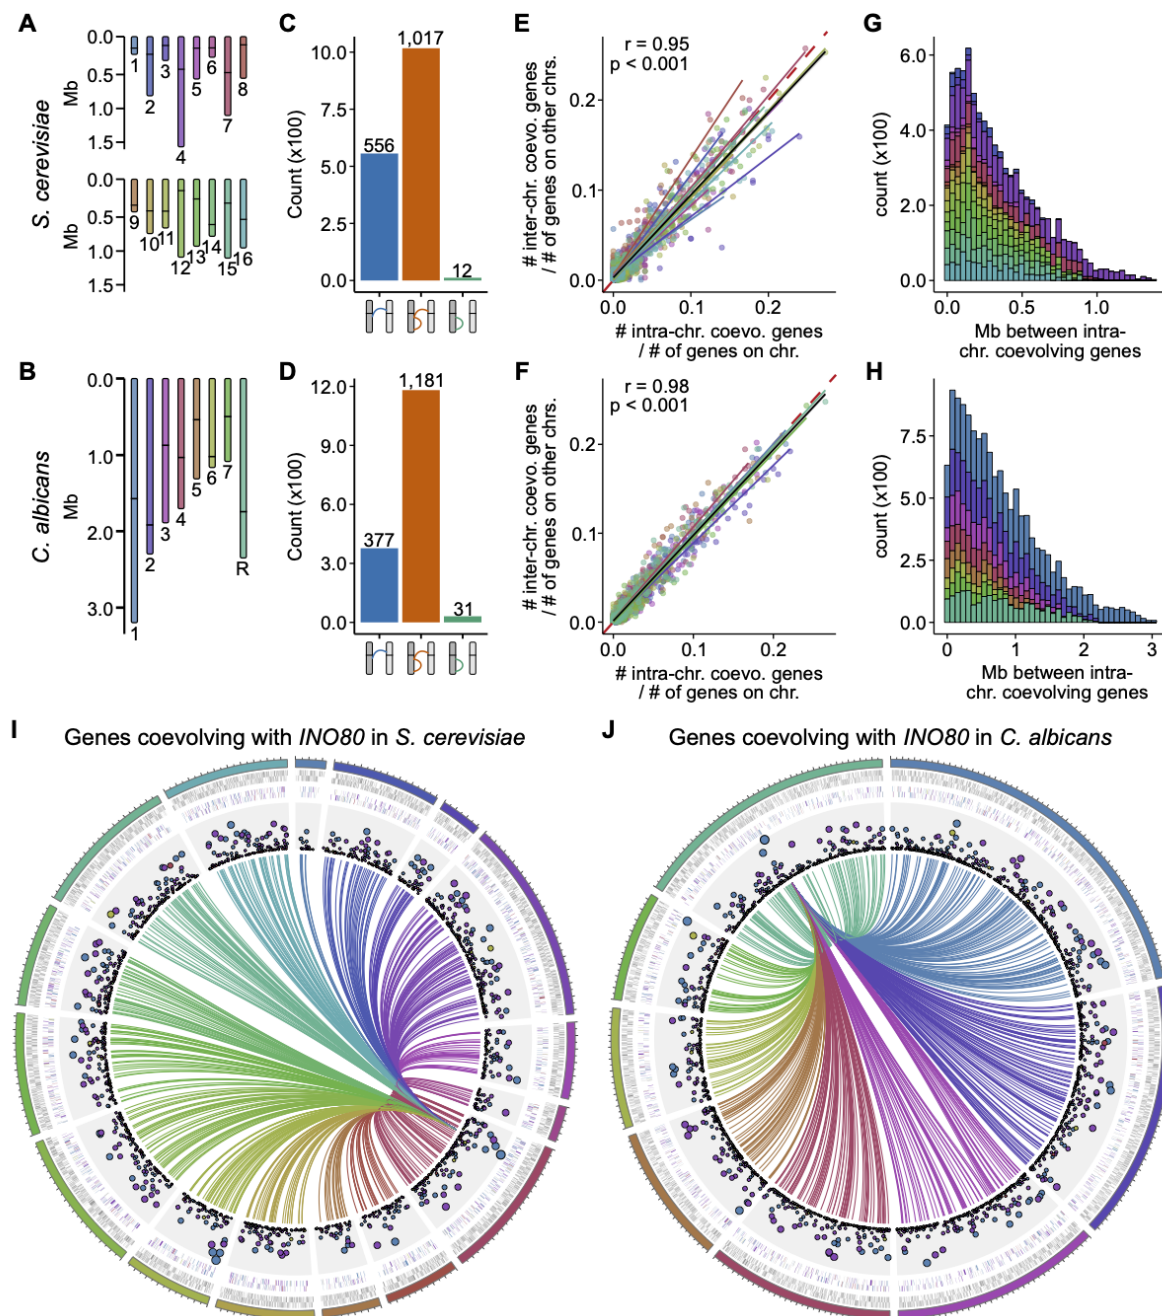 A
S. cerevisiae
Mb
0.0
0.5
1.0
1.5
1
2
3
4
5
6
7
8
Mb
0.0
0.5
1.0
1.5
9
10
11
12
13
14
15
16
C
Count (x100)
10.0
7.5
5.0
2.5
0.0
556
1,017
12
E
r = 0.95
p < 0.001
# inter-chr. coevo. genes
/ # of genes on other chrs.
0.2
0.1
0.0
0.0
0.1
0.2
# intra-chr. coevo. genes
/ # of genes on chr.
G
count (x100)
6.0
4.0
2.0
0.0
0.0
0.5
1.0
Mb between intra-
chr. coevolving genes
B
C. albicans
Mb
0.0
1.0
2.0
3.0
1
2
3
4
5
6
7
R
D
Count (x100)
12.0
9.0
6.0
3.0
0.0
377
1,181
31
F
r = 0.98
p < 0.001
# inter-chr. coevo. genes
/ # of genes on other chrs.
0.2
0.1
0.0
0.0
0.1
0.2
# intra-chr. coevo. genes
/ # of genes on chr.
H
count (x100)
7.5
5.0
2.5
0.0
0
1
2
3
Mb between intra-
chr. coevolving genes
I
Genes coevolving with INO80 in S. cerevisiae
J
Genes coevolving with INO80 in C. albicans